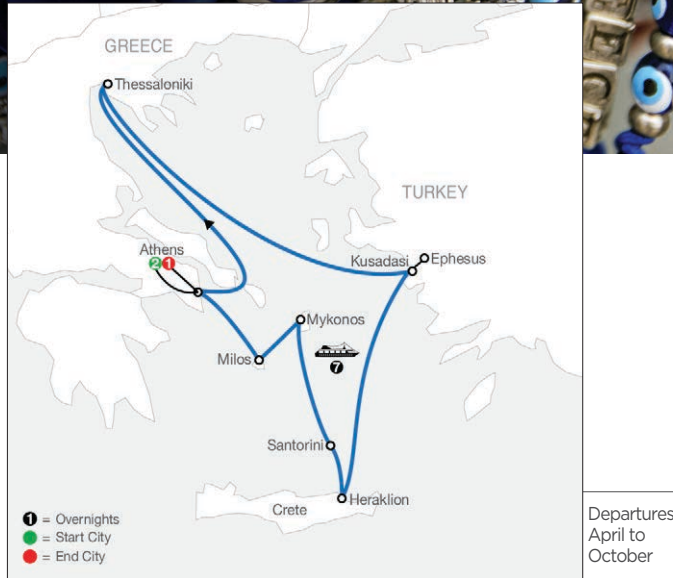 GREECE
Thessaloniki
TURKEY
Athens
2 1
Kusadasi
Ephesus
Mykonos
Milos
7
Santorini
Heraklion
Crete
1 = Overnights
= Start City
= End City
Departures
April to
October